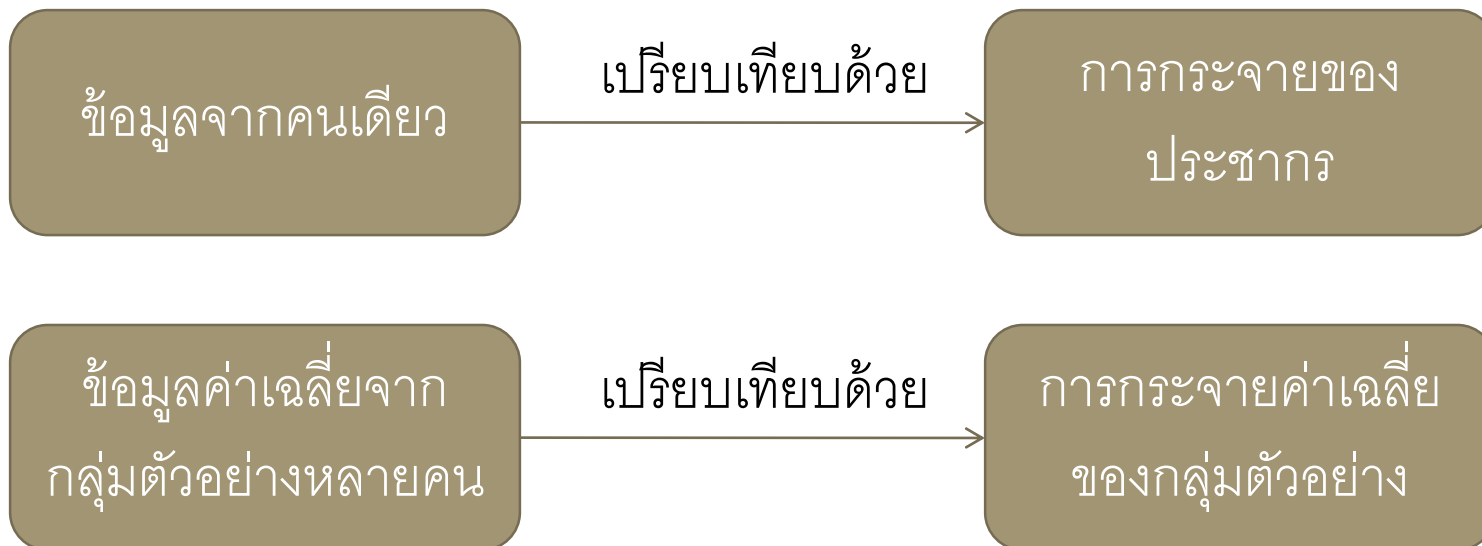 ข้อมูลจากคนเดียว
เปรียบเทียบด้วย
การกระจายของ
ประชากร
ข้อมูลค่าเฉลี่ยจาก
กลุ่มตัวอย่างหลายคน
เปรียบเทียบด้วย
การกระจายค่าเฉลี่ย
ของกลุ่มตัวอย่าง